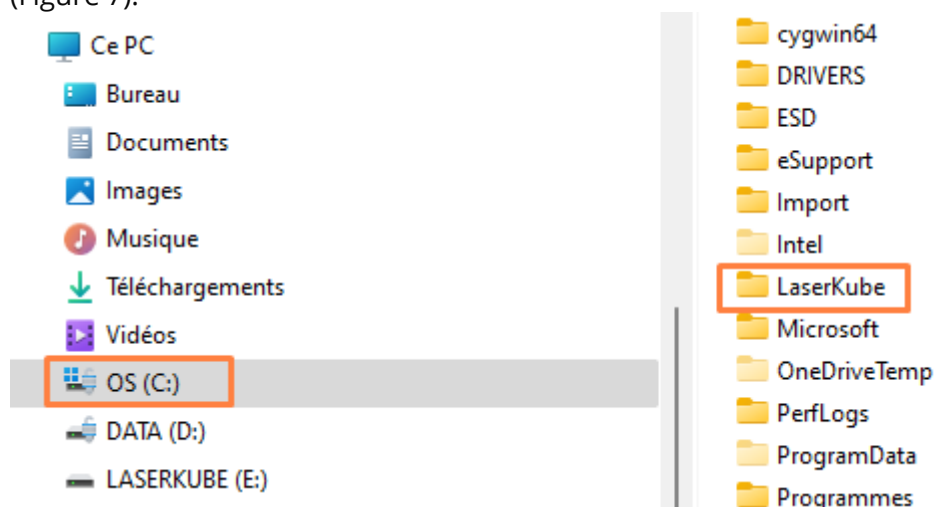 (Figure 7).
Ce PC
Bureau
Documents
Images
Musique
Téléchargements
Vidéos
OS (C:)
DATA (D:)
LASERKUBE (E:)
cygwin64
DRIVERS
ESD
eSupport
Import
Intel
LaserKube
Microsoft
OneDriveTemp
PerfLogs
ProgramData
Programmes